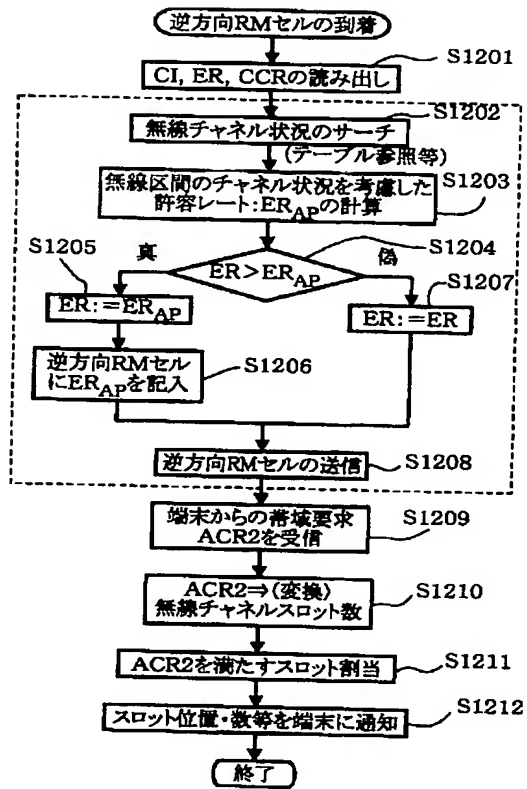 逆方向RMセルの到着
S1201
CI, ER, CCRの読み出し
S1202
無線チャネル状況のサーチ
(テーブル参照等)
無線区間のチャネル状況を考慮した
許容レート:ERAPの計算
S1203
S1204
ER>ERAP
真
偽
S1205
ER:=ERAP
S1207
ER:=ER
逆方向RMセル
にERAPを記入
S1206
逆方向RMセルの送信
S1208
端末からの帯域要求
ACR2を受信
S1209
ACR2⇒(変換)
無線チャネルスロット数
S1210
ACR2を満たすスロット割当
S1211
スロット位置・数等を端末に通知
S1212
終了